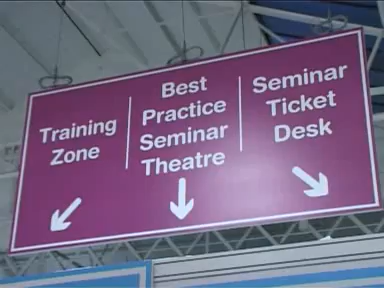 Training
Zone
Best
Practice
Seminar
Theatre
Seminar
Ticket
Desk